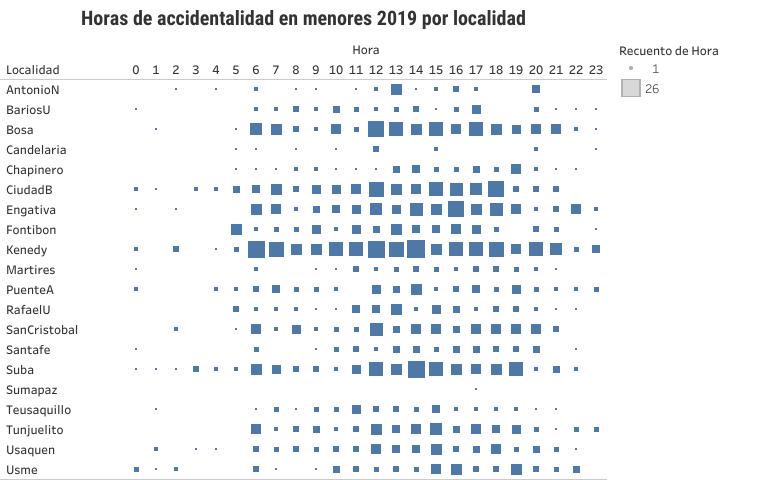 Horas de accidentalidad en menores 2019 por localidad
Hora
Localidad 0 1 2 3 4 5 6 7 8 9 10 11 12 13 14 15 16 17 18 19 20 21 22 23
AntonioN
BariosU
Bosa
Candelaria
Chapinero
CiudadB
Engativa
Fontibon
Kenedy
Martires
PuenteA
RafaelU
SanCristobal
Santafe
Suba
Sumapaz
Teusaquillo
Tunjuelito
Usaquen
Usme
Recuento de Hora
1
26